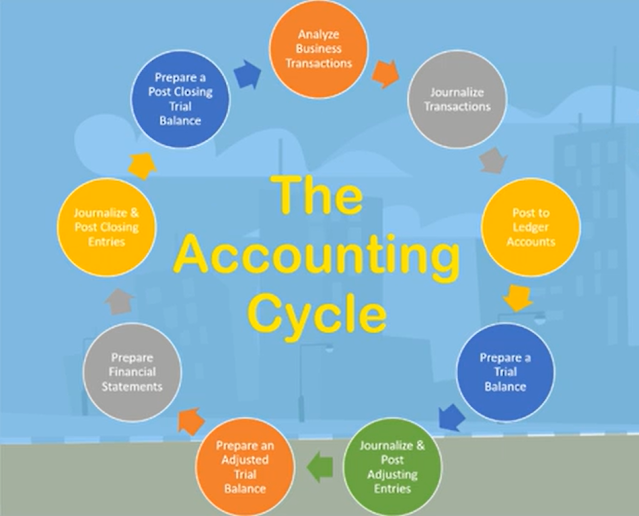 Analyze
Business
Transactions
Journalize
Transactions
Post to
Ledger
Accounts
Prepare a
Trial
Balance
Journalize &
Post
Adjusting
Entries
Prepare an
Adjusted
Trial
Balance
Prepare
Financial
Statements
Journalize &
Post Closing
Entries
Prepare a
Post Closing
Trial
Balance
The
Accounting
Cycle